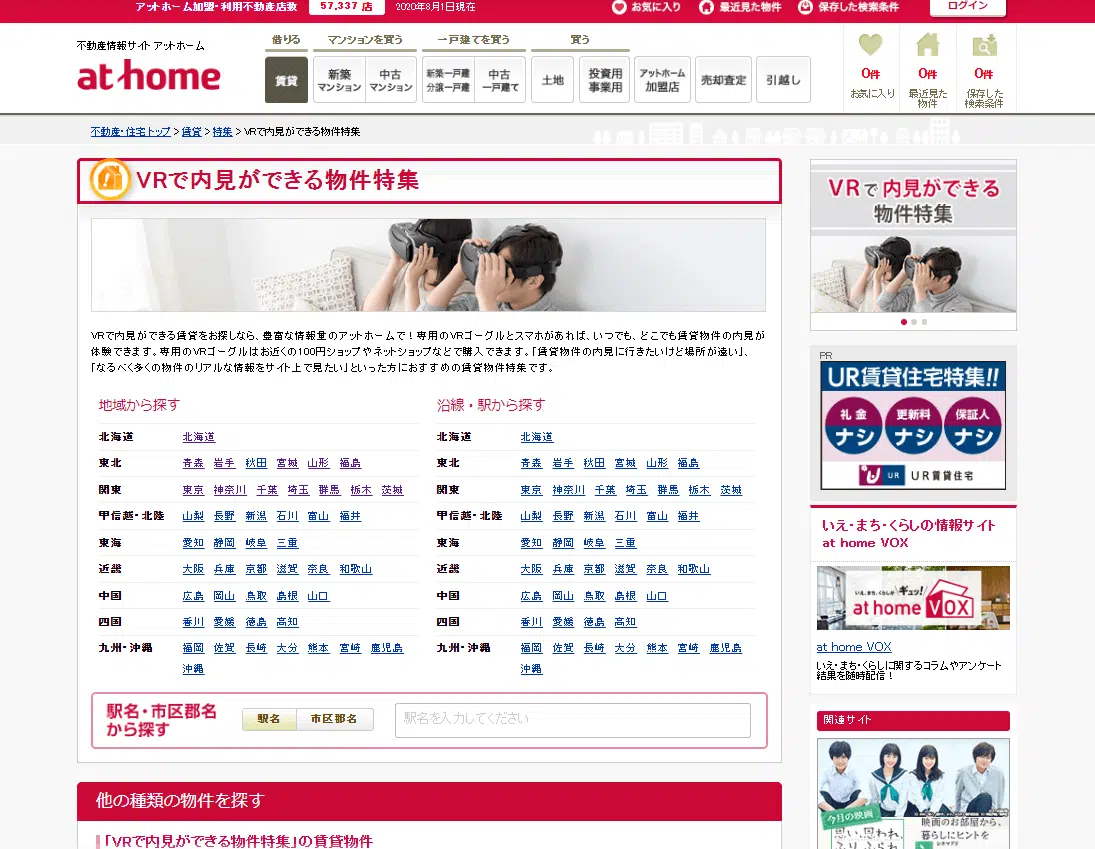 アットホーム加盟・利用不動産店数 57,337 店 2020年8月1日現在 お気に入り 最近見た物件 保存した検索条件 ログイン
不動産情報サイト アットホーム
at home
借りる マンションを買う 一戸建てを買う 買う
賃貸 新築マンション 中古マンション 新築一戸建 分譲一戸建 中古一戸建て 土地 投資用 事業用 アットホーム加盟店 売却査定 引越し
0件 お気に入り
0件 最近見た物件
0件 保存した検索条件
不動産・住宅トップ > 賃貸 > 特集 > VRで内見ができる物件特集
VRで内見ができる物件特集
VRで内見ができる賃貸をお探しなら、豊富な情報量のアットホームで！専用のVRゴーグルとスマホがあれば、いつでも、どこでも賃貸物件の内見が
体験できます。専用のVRゴーグルはお近くの100円ショップやネットショップなどで購入できます。「賃貸物件の内見に行きたいけど場所が遠い」、
「なるべく多くの物件のリアルな情報をサイト上で見たい」といった方におすすめの賃貸物件特集です。
地域から探す
北海道 北海道
東北 青森 岩手 秋田 宮城 山形 福島
関東 東京 神奈川 千葉 埼玉 群馬 栃木 茨城
甲信越・北陸 山梨 長野 新潟 石川 富山 福井
東海 愛知 静岡 岐阜 三重
近畿 大阪 兵庫 京都 滋賀 奈良 和歌山
中国 広島 岡山 鳥取 島根 山口
四国 香川 愛媛 徳島 高知
九州・沖縄 福岡 佐賀 長崎 大分 熊本 宮崎 鹿児島
沖縄
沿線・駅から探す
北海道 北海道
東北 青森 岩手 秋田 宮城 山形 福島
関東 東京 神奈川 千葉 埼玉 群馬 栃木 茨城
甲信越・北陸 山梨 長野 新潟 石川 富山 福井
東海 愛知 静岡 岐阜 三重
近畿 大阪 兵庫 京都 滋賀 奈良 和歌山
中国 広島 岡山 鳥取 島根 山口
四国 香川 愛媛 徳島 高知
九州・沖縄 福岡 佐賀 長崎 大分 熊本 宮崎 鹿児島
沖縄
駅名・市区郡名
から探す
駅名 市区郡名 駅名を入力してください
他の種類の物件を探す
「VRで内見ができる物件特集」の賃貸物件
VRで内見ができる
物件特集
PR
UR賃貸住宅特集!!
礼金 更新料 保証人
ナシ ナシ ナシ
UR UR賃貸住宅
いえ・まち・くらしの情報サイト
at home VOX
いえ、まち、くらしが ギュッ!
at home VOX
at home VOX
いえ・まち・くらしに関するコラムやアンケート
結果を随時配信！
関連サイト
今月の映画
思い、思われ、
ふり、ふられ
映画のお部屋から、
暮らしにヒントを